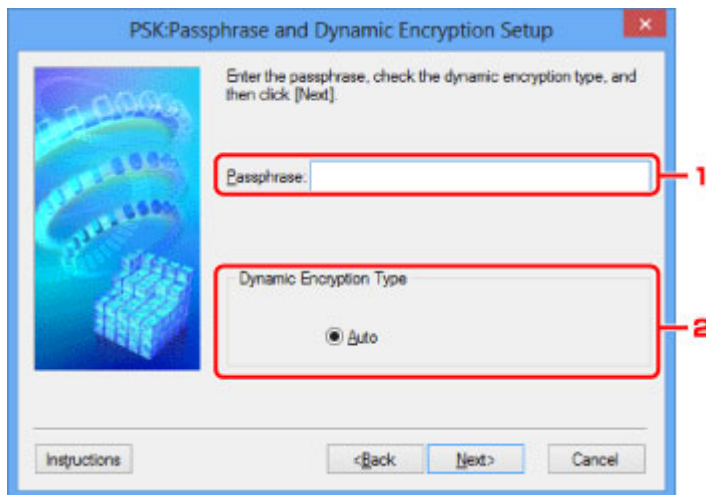 PSK:Passphrase and Dynamic Encryption Setup
Enter the passphrase, check the dynamic encryption type, and
then click [Next].
Passphrase:
1
Dynamic Encryption Type
Auto
2
Instructions
<Back
Next>
Cancel